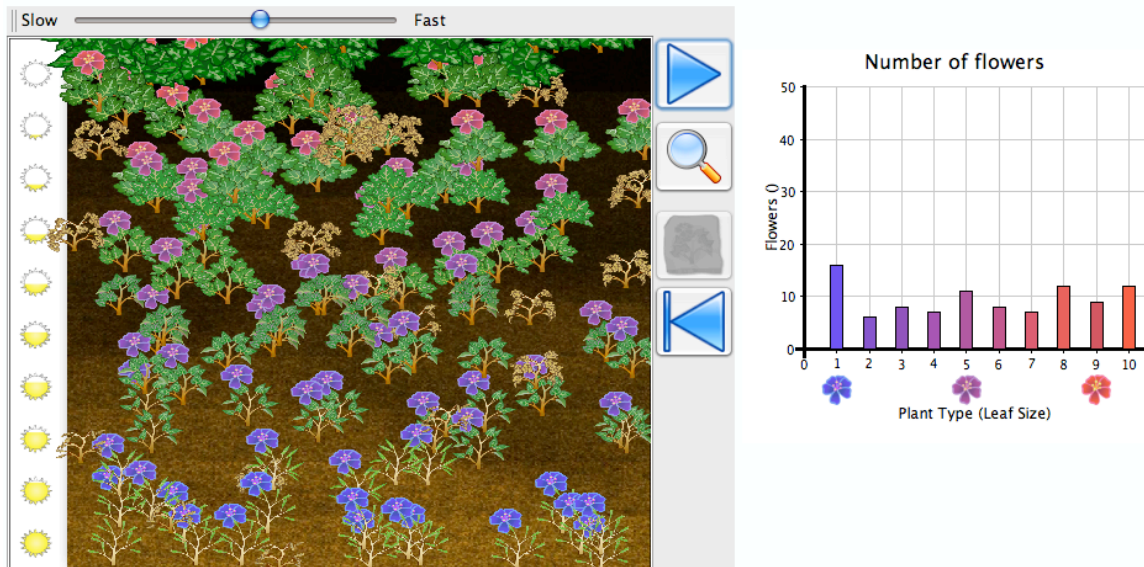 Slow
Fast
Number of flowers
50
40
30
20
10
0
Flowers ()
0 1 2 3 4 5 6 7 8 9 10
Plant Type (Leaf Size)